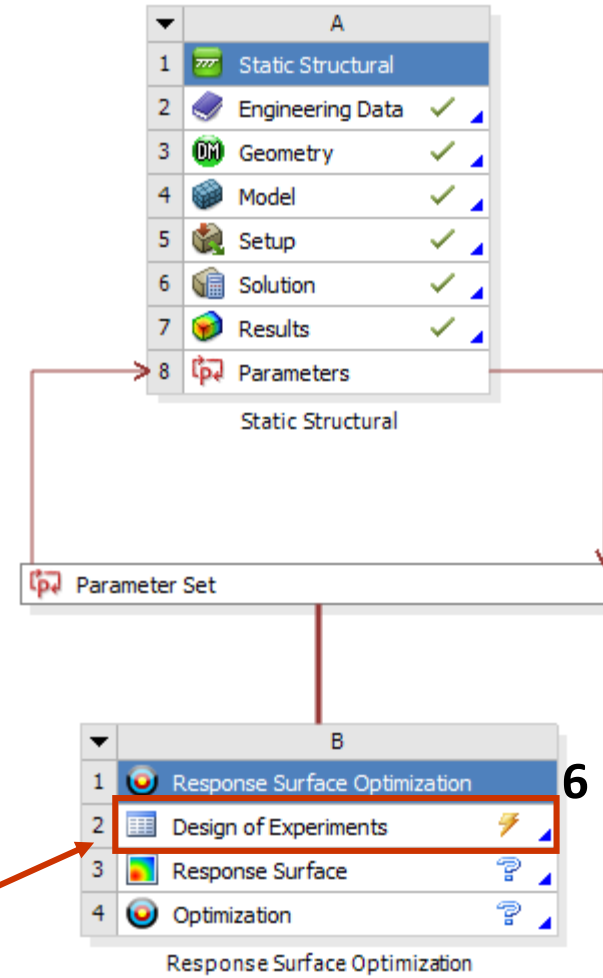 A
1 Static Structural
2 Engineering Data
3 DM Geometry
4 Model
5 Setup
6 Solution
7 Results
8 Parameters
Static Structural
Parameter Set
B
1 Response Surface Optimization 6
2 Design of Experiments
3 Response Surface ?
4 Optimization ?
Response Surface Optimization